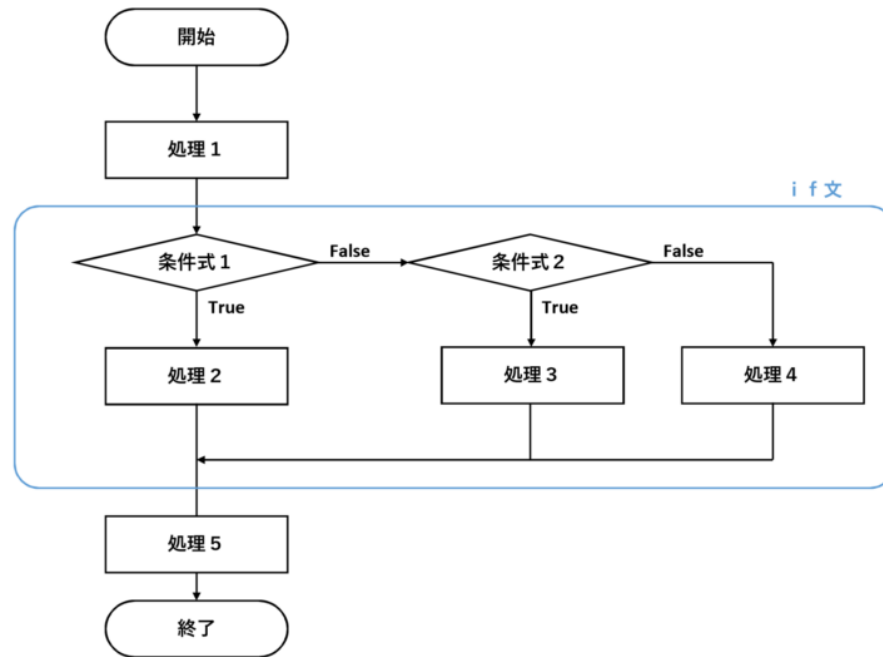 開始
処理1
if文
条件式1
False
条件式2
False
True
True
処理2
処理3
処理4
処理5
終了